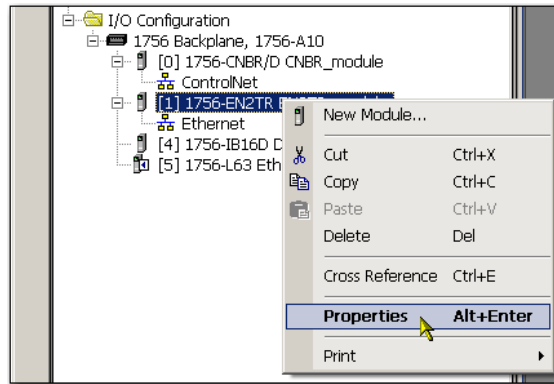 I/O Configuration
1756 Backplane, 1756-A10
[0] 1756-CNBR/D CNBR_module
ControlNet
[1] 1756-EN2TR
Ethernet
[4] 1756-IB16D D
[5] 1756-L63 Eth
New Module...
Cut Ctrl+X
Copy Ctrl+C
Paste Ctrl+V
Delete Del
Cross Reference Ctrl+E
Properties Alt+Enter
Print